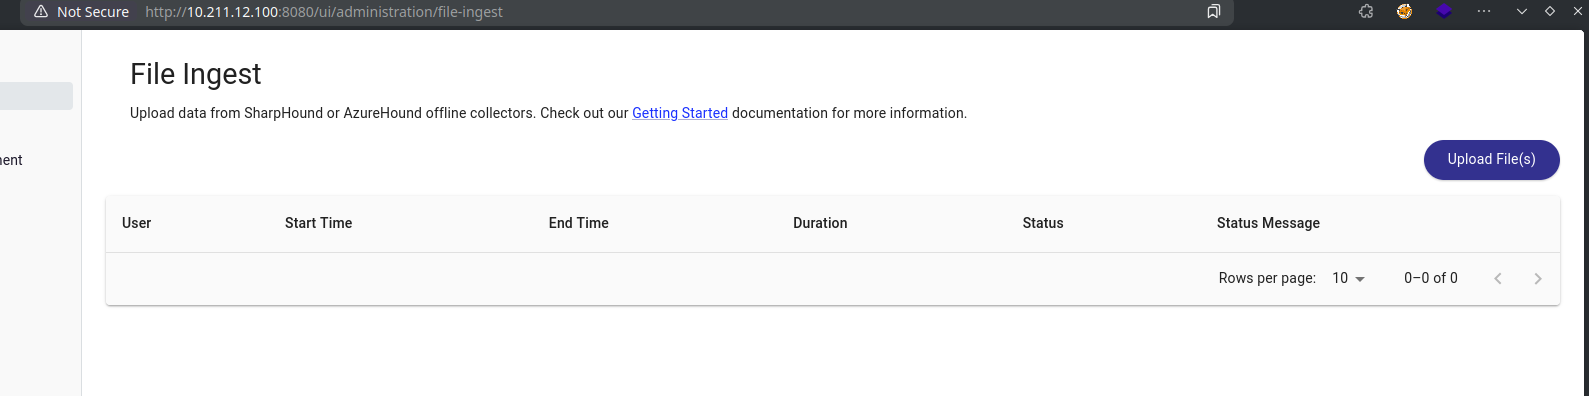 Not Secure http://10.211.12.100:8080/ui/administration/file-ingest
File Ingest
Upload data from SharpHound or AzureHound offline collectors. Check out our Getting Started documentation for more information.
nent
Upload File(s)
User Start Time End Time Duration Status Status Message
Rows per page: 10 0–0 of 0